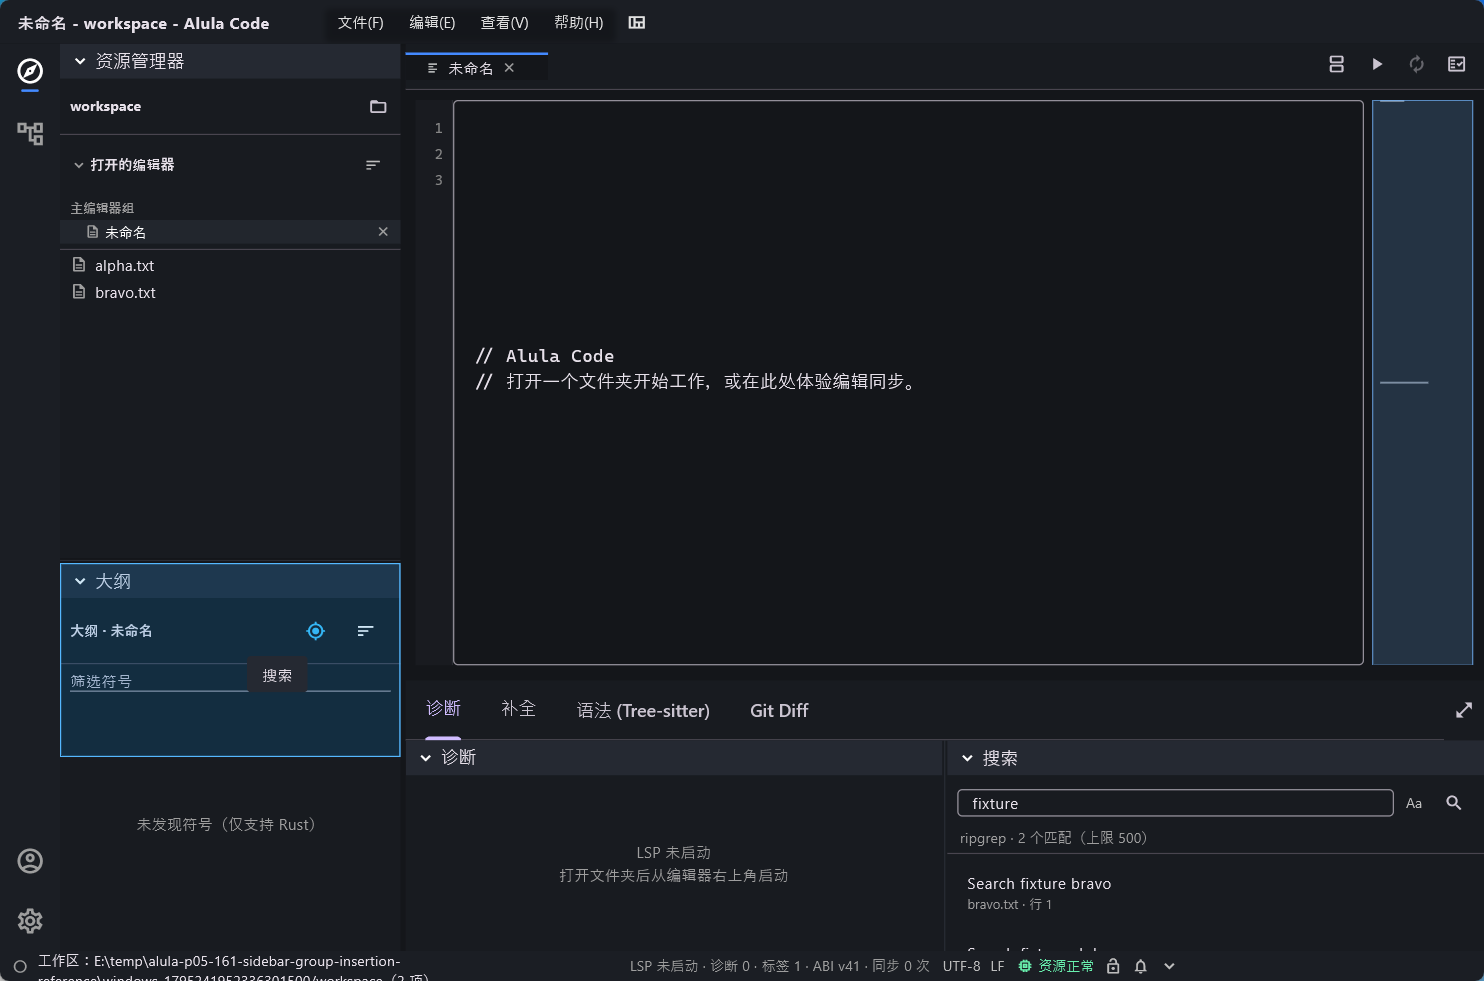 未命名 - workspace - Alula Code
文件(F) 编辑(E) 查看(V) 帮助(H)
资源管理器
workspace
打开的编辑器
主编辑器组
未命名
alpha.txt
bravo.txt
大纲
大纲 · 未命名
筛选符号
搜索
未发现符号（仅支持 Rust）
未命名
1
2
3
// Alula Code
// 打开一个文件夹开始工作，或在此处体验编辑同步。
诊断 补全 语法 (Tree-sitter) Git Diff
诊断
LSP 未启动
打开文件夹后从编辑器右上角启动
搜索
fixture
Aa
ripgrep · 2 个匹配（上限 500）
Search fixture bravo
bravo.txt · 行 1
工作区：E:\temp\alula-p05-161-sidebar-group-insertion-
LSP 未启动 · 诊断 0 · 标签 1 · ABI v41 · 同步 0 次 UTF-8 LF 资源正常